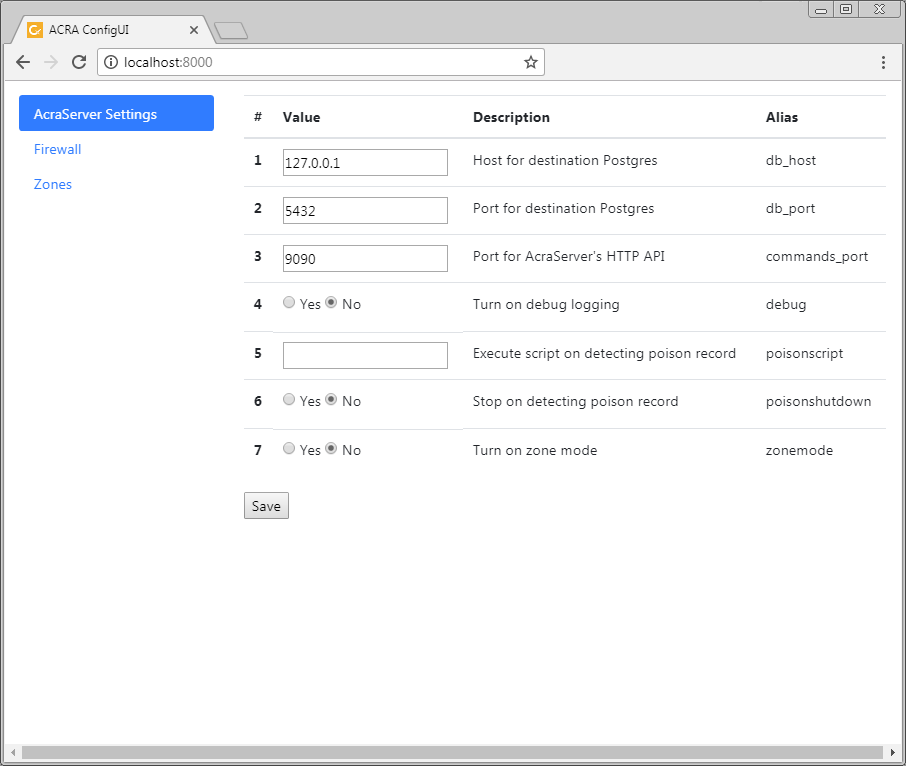 ACRA ConfigUI
localhost:8000
AcraServer Settings
Firewall
Zones
# Value Description Alias
1 127.0.0.1 Host for destination Postgres db_host
2 5432 Port for destination Postgres db_port
3 9090 Port for AcraServer's HTTP API commands_port
4 Yes No Turn on debug logging debug
5 Execute script on detecting poison record poisonscript
6 Yes No Stop on detecting poison record poisonshutdown
7 Yes No Turn on zone mode zonemode
Save